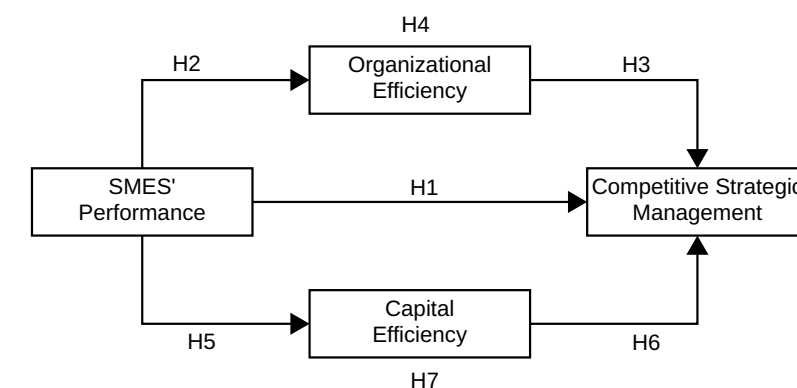 H4
H2
Organizational
Efficiency
H3
SMES'
Performance
H1
Competitive Strategic
Management
Capital
Efficiency
H5
H6
H7